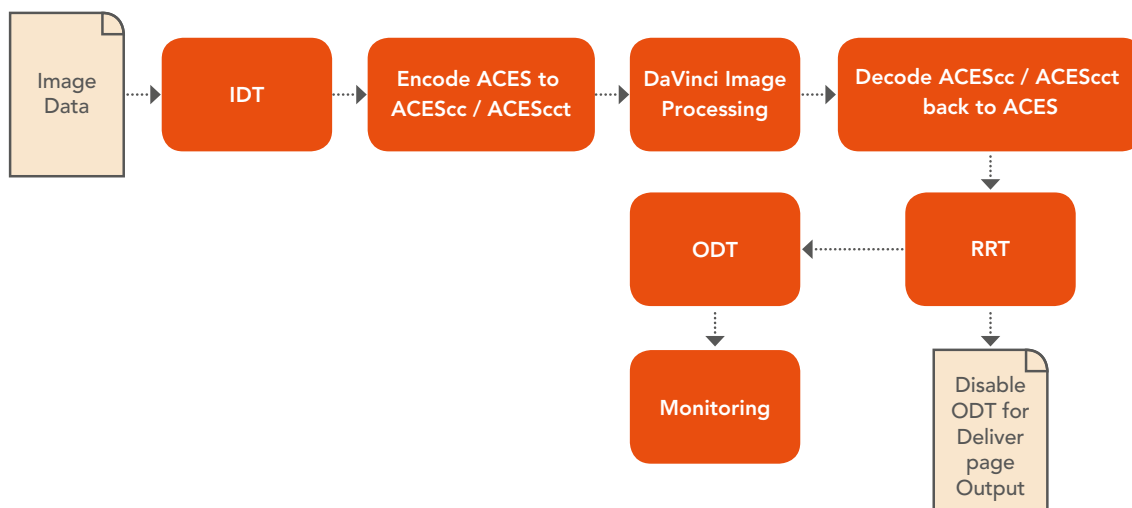 Image
Data
IDT
Encode ACES to
ACEScc / ACEScct
DaVinci Image
Processing
Decode ACEScc / ACEScct
back to ACES
ODT
RRT
Monitoring
Disable
ODT for
Deliver
page
Output